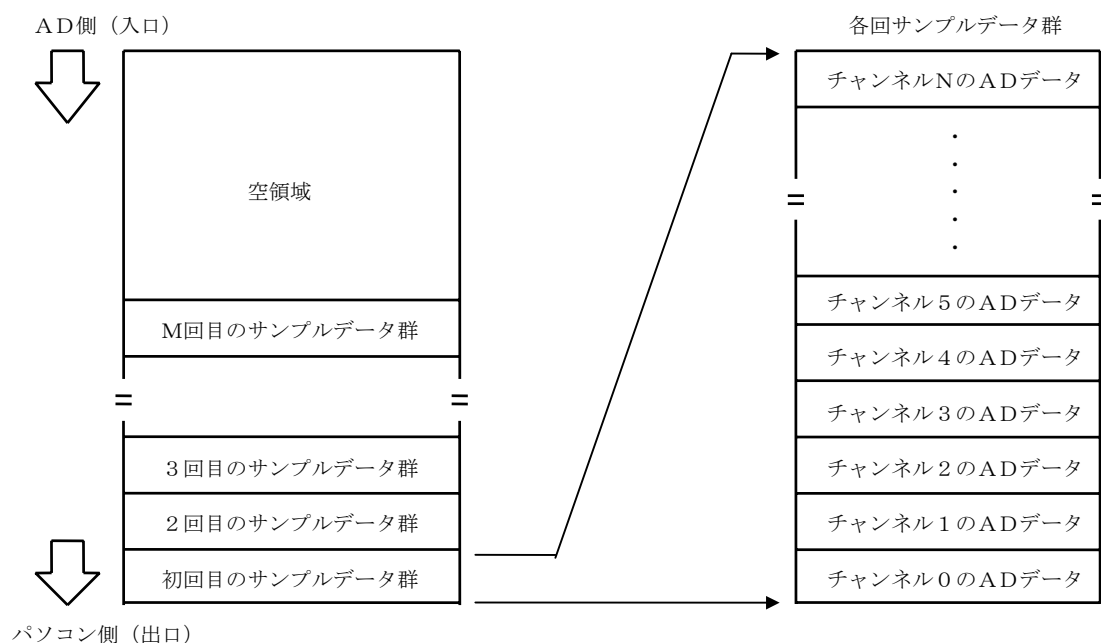 AD側（入口）
空領域
M回目のサンプルデータ群
=
=
３回目のサンプルデータ群
２回目のサンプルデータ群
初回目のサンプルデータ群
パソコン側（出口）
各回サンプルデータ群
チャンネルNのADデータ
・
・
・
・
・
=
=
チャンネル５のADデータ
チャンネル４のADデータ
チャンネル３のADデータ
チャンネル２のADデータ
チャンネル１のADデータ
チャンネル０のADデータ